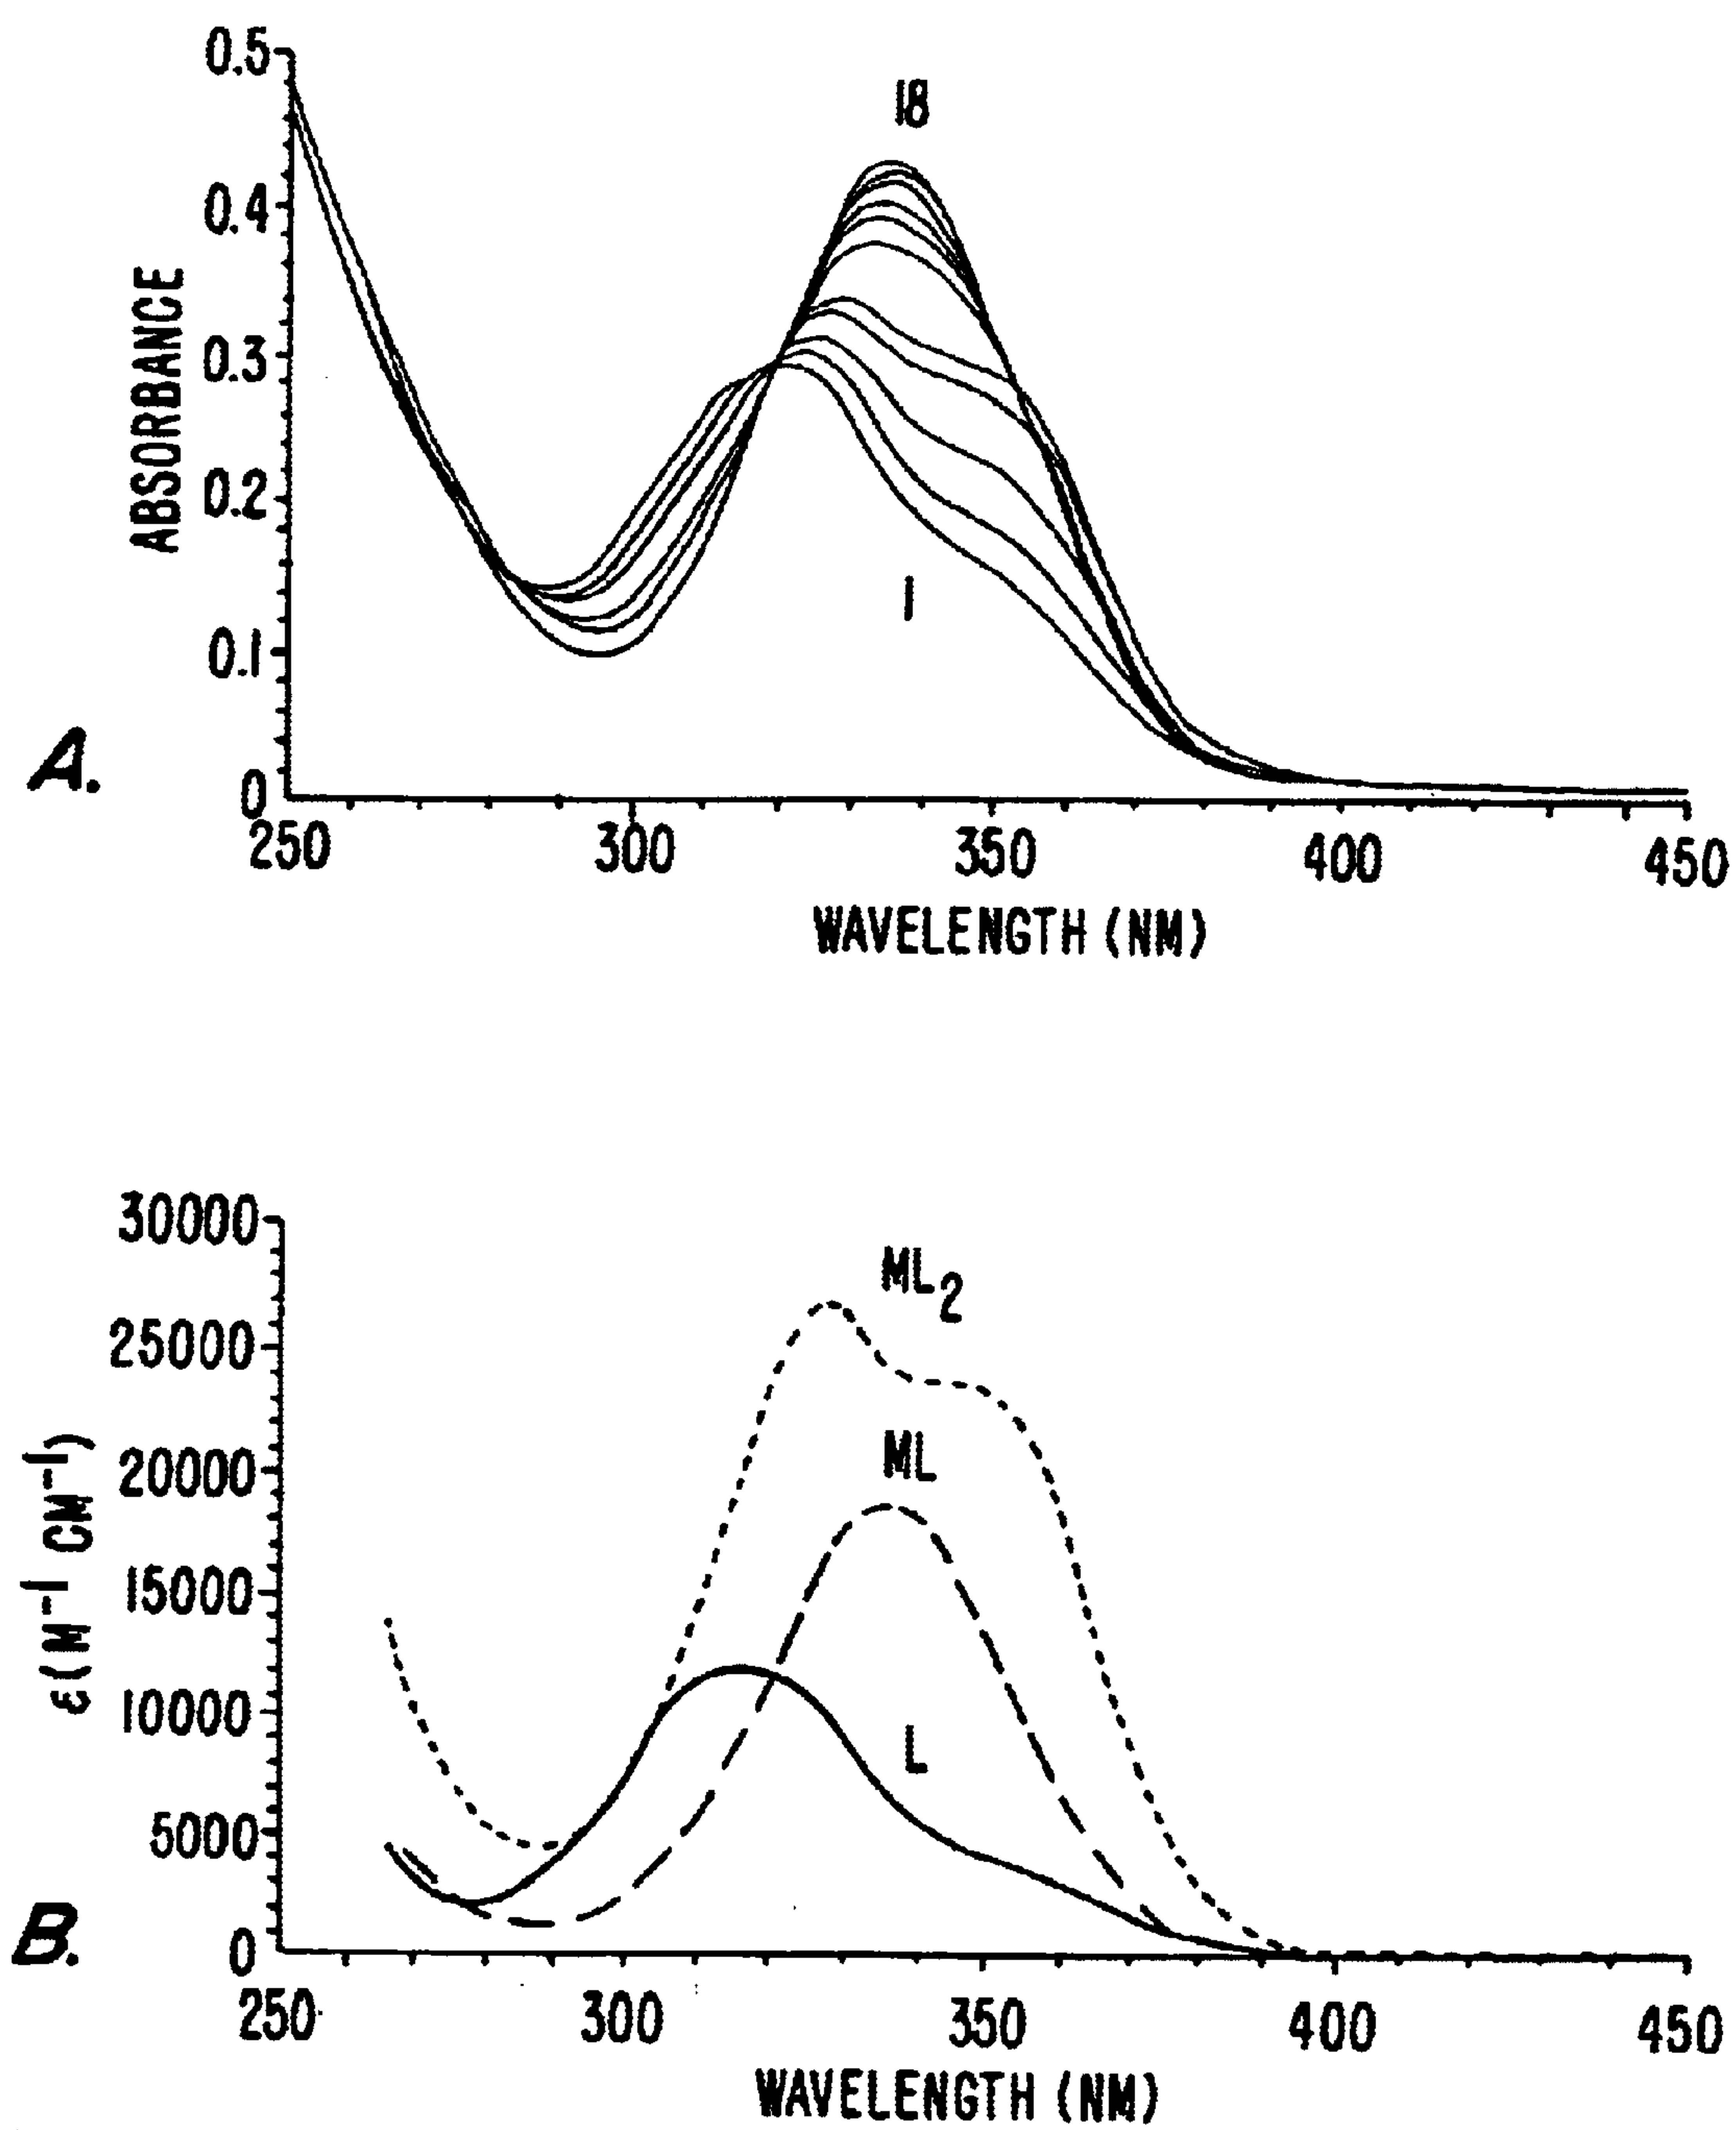 0.5
18
0.4
0.3
ABSORBANCE
0.2
1
0.1
A.
0
250 300 350 400 450
WAVELENGTH (NM)
30000
ML2
25000
ML
20000
ε(M-1 CM-1)
15000
10000
L
5000
B.
0
250 300 350 400 450
WAVELENGTH (NM)